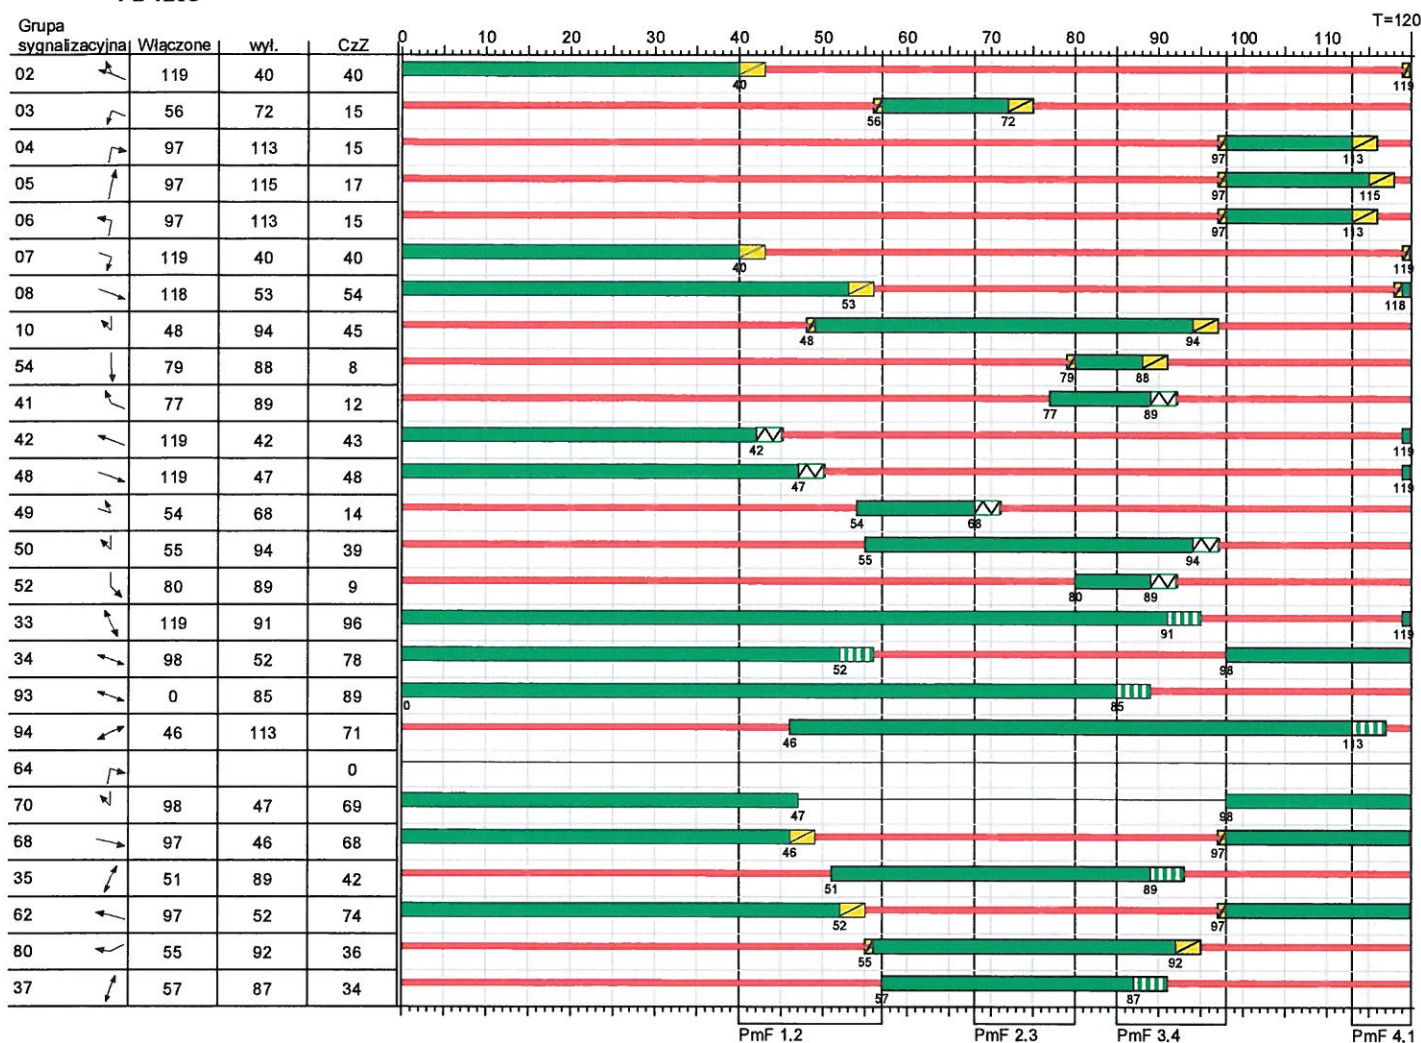 T=120
Grupa
sygnalizacyjna Włączone wył. CzZ 0 10 20 30 40 50 60 70 80 90 100 110
02 119 40 40 40 119
03 56 72 15 56 72
04 97 113 15 97 113
05 97 115 17 97 115
06 97 113 15 97 113
07 119 40 40 40 119
08 118 53 54 53 118
10 48 94 45 48 94
54 79 88 8 79 88
41 77 89 12 77 89
42 119 42 43 42 119
48 119 47 48 47 119
49 54 68 14 54 68
50 55 94 39 55 94
52 80 89 9 80 89
33 119 91 96 91 119
34 98 52 78 52 98
93 0 85 89 0 85
94 46 113 71 46 113
64 0
70 98 47 69 47 98
68 97 46 68 46 97
35 51 89 42 51 89
62 97 52 74 52 97
80 55 92 36 55 92
37 57 87 34 57 87
PmF 1.2 PmF 2.3 PmF 3.4 PmF 4.1